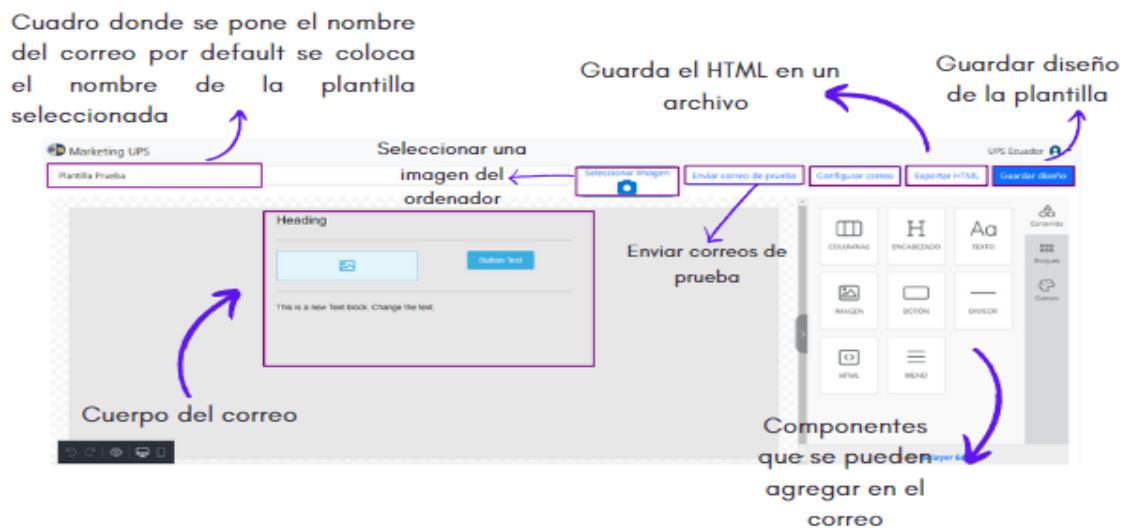 Cuadro donde se pone el nombre
del correo por default se coloca
el nombre de la plantilla
seleccionada
Guarda el HTML en un
archivo
Guardar diseño
de la plantilla
Marketing UPS
UPS Ecuador
Seleccionar una
imagen del
ordenador
Plantilla Prueba
Seleccionar Imagen
Enviar correo de prueba
Configurar correo
Exportar HTML
Guardar diseño
Heading
Button Text
This is a new Text block. Change the text.
Enviar correos de
prueba
COLUMNAS
ENCABEZADO
TEXTO
IMAGEN
BOTÓN
DIVISOR
HTML
MENÚ
Contenido
Bloques
Cuerpo
Cuerpo del correo
Componentes
que se pueden
agregar en el
correo